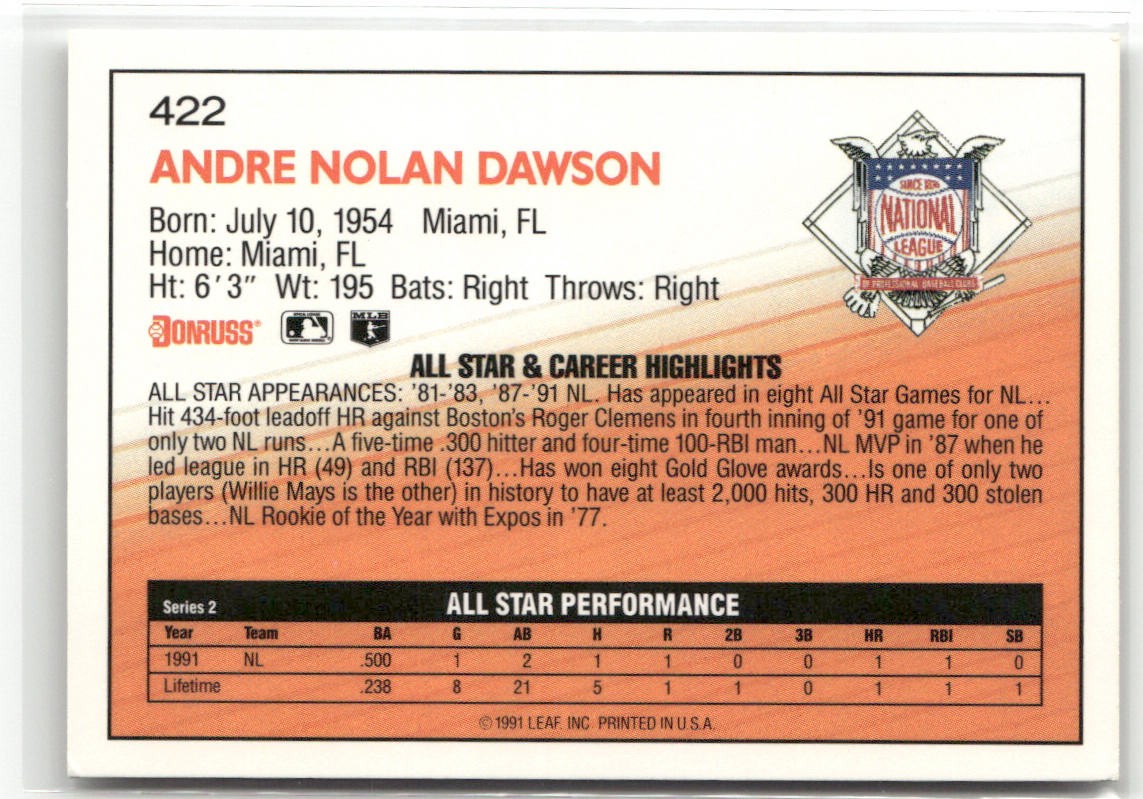 422
ANDRE NOLAN DAWSON
Born: July 10, 1954 Miami, FL
Home: Miami, FL
Ht: 6'3" Wt: 195 Bats: Right Throws: Right
DONRUSS® MLB
SINCE 1876
NATIONAL
LEAGUE
OF PROFESSIONAL BASEBALL CLUBS
ALL STAR & CAREER HIGHLIGHTS
ALL STAR APPEARANCES: '81-'83, '87-'91 NL. Has appeared in eight All Star Games for NL...
Hit 434-foot leadoff HR against Boston's Roger Clemens in fourth inning of '91 game for one of
only two NL runs...A five-time .300 hitter and four-time 100-RBI man...NL MVP in '87 when he
led league in HR (49) and RBI (137)...Has won eight Gold Glove awards...Is one of only two
players (Willie Mays is the other) in history to have at least 2,000 hits, 300 HR and 300 stolen
bases...NL Rookie of the Year with Expos in '77.
Series 2 ALL STAR PERFORMANCE
Year Team BA G AB H R 2B 3B HR RBI SB
1991 NL .500 1 2 1 1 0 0 1 1 0
Lifetime .238 8 21 5 1 1 0 1 1 1
©1991 LEAF, INC. PRINTED IN U.S.A.